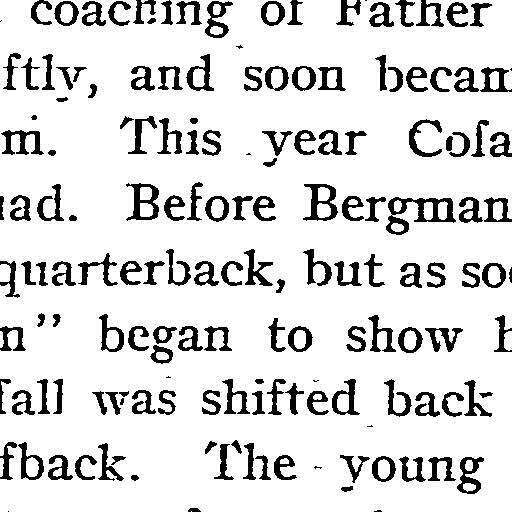 coaching of Father
ftly, and soon becam
m. This year Cofa
uad. Before Bergman
quarterback, but as soo
n” began to show h
fall was shifted back
fback. The young